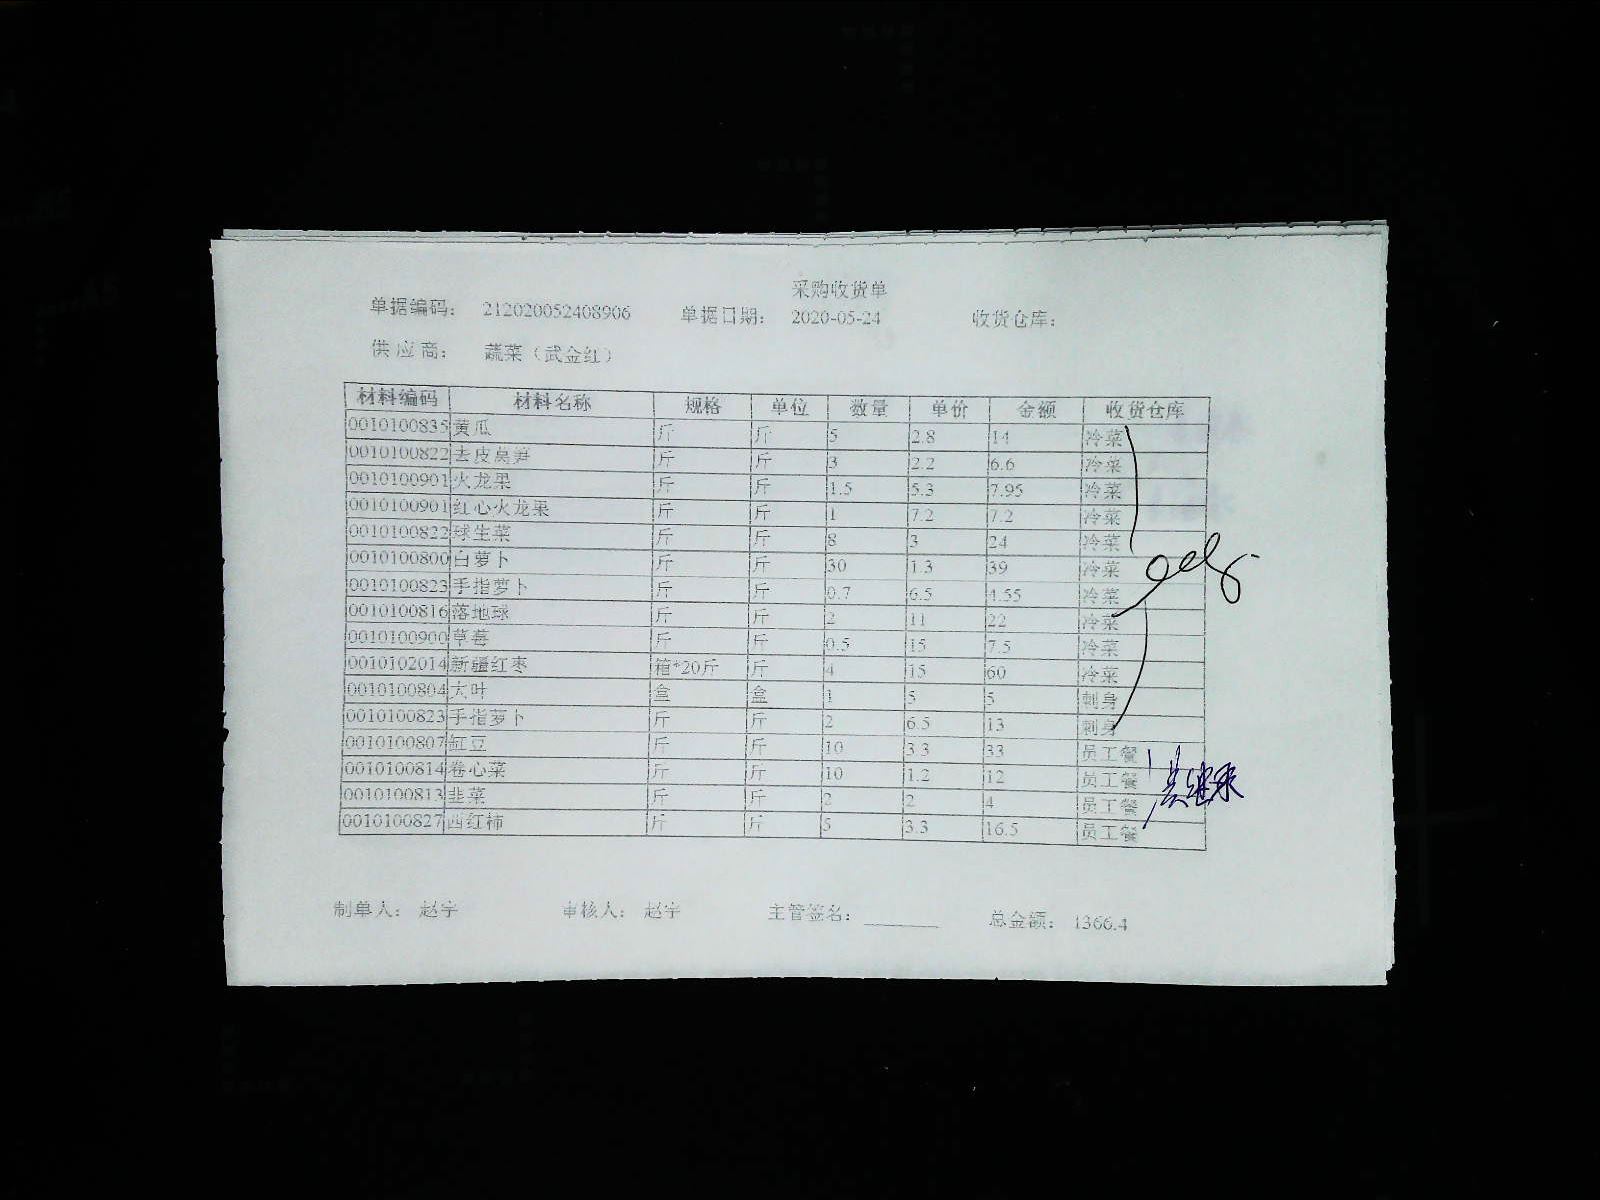 采购收货单
单据编码： 212020052408906 单据日期： 2020-05-24 收货仓库：
供应商： 蔬菜（武金红）
材料编码 材料名称 规格 单位 数量 单价 金额 收货仓库
0010100835 黄瓜 斤 斤 5 2.8 14 冷菜
0010100822 去皮莴笋 斤 斤 3 2.2 6.6 冷菜
0010100901 火龙果 斤 斤 1.5 5.3 7.95 冷菜
0010100901 红心火龙果 斤 斤 1 7.2 7.2 冷菜
0010100822 球生菜 斤 斤 8 3 24 冷菜
0010100800 白萝卜 斤 斤 30 1.3 39 冷菜
0010100823 手指萝卜 斤 斤 0.7 6.5 4.55 冷菜
0010100816 落地球 斤 斤 2 11 22 冷菜
0010100900 草莓 斤 斤 0.5 15 7.5 冷菜
0010102014 新疆红枣 箱*20斤 斤 4 15 60 冷菜
0010100804 大叶 盒 盒 1 5 5 刺身
0010100823 手指萝卜 斤 斤 2 6.5 13 刺身
0010100807 缸豆 斤 斤 10 3.3 33 员工餐
0010100814 卷心菜 斤 斤 10 1.2 12 员工餐
0010100813 韭菜 斤 斤 2 2 4 员工餐
0010100827 西红柿 斤 斤 5 3.3 16.5 员工餐
制单人： 赵宇 审核人： 赵宇 主管签名： 总金额： 1366.4